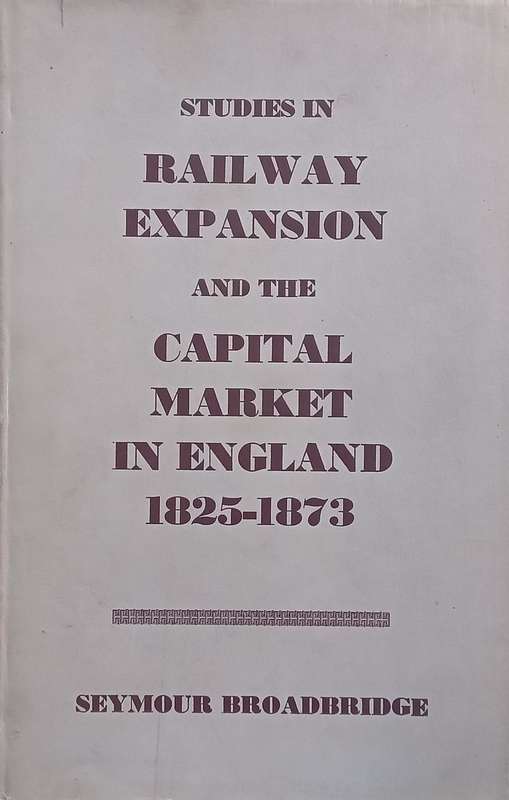 STUDIES IN
RAILWAY
EXPANSION
AND THE
CAPITAL
MARKET
IN ENGLAND
1825-1873
SEYMOUR BROADBRIDGE